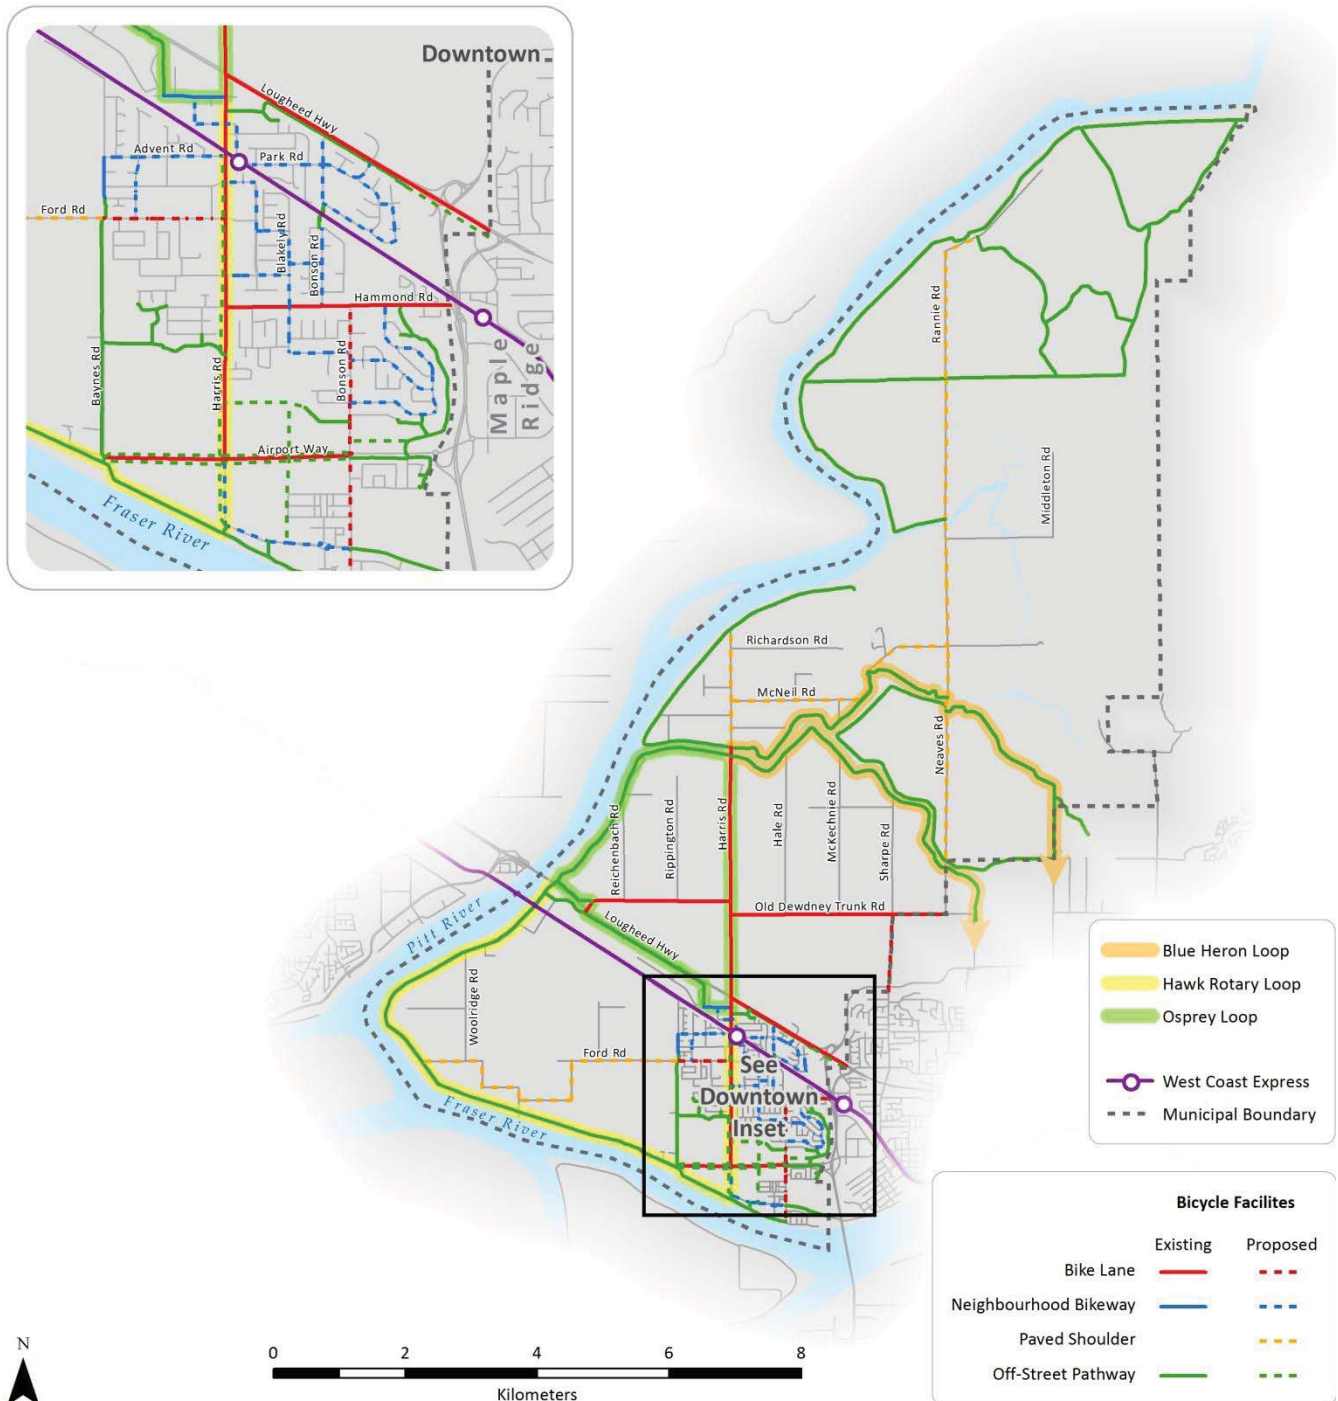 Downtown
Lougheed Hwy
Advent Rd
Park Rd
Ford Rd
Blakely Rd
Bonson Rd
Hammond Rd
Baynes Rd
Harris Rd
Bonson Rd
Maple
Ridge
Airport Way
Fraser River
Rannie Rd
Middleton Rd
Richardson Rd
McNeil Rd
Neaves Rd
Reichenbach Rd
Rippington Rd
Harris Rd
Hale Rd
McKechnie Rd
Sharpe Rd
Old Dewdney Trunk Rd
Lougheed Hwy
Pitt River
Woolridge Rd
Ford Rd
See
Downtown
Inset
Fraser River
Blue Heron Loop
Hawk Rotary Loop
Osprey Loop
West Coast Express
Municipal Boundary
Bicycle Facilites
Existing Proposed
Bike Lane
Neighbourhood Bikeway
Paved Shoulder
Off-Street Pathway
N
0 2 4 6 8
Kilometers